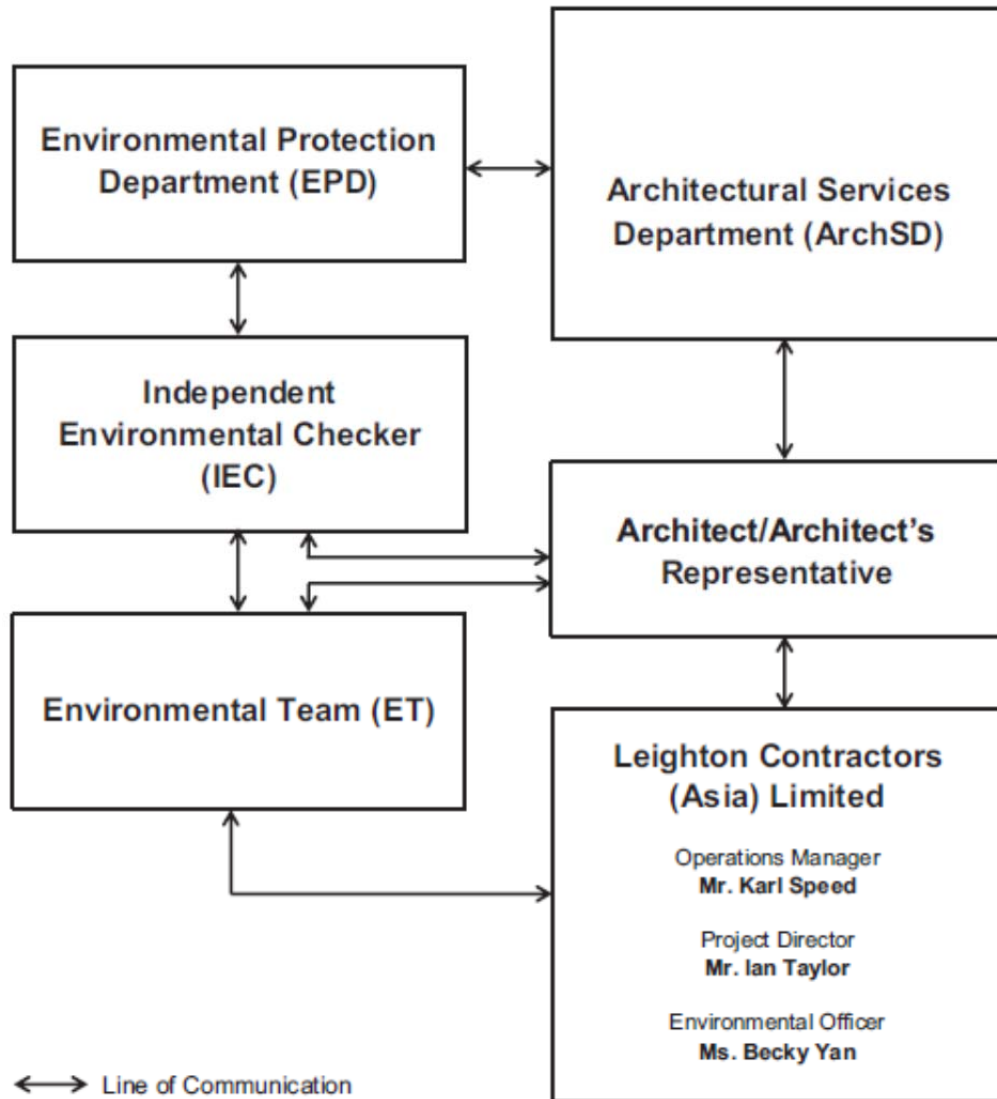 Environmental Protection
Department (EPD)
Architectural Services
Department (ArchSD)
Independent
Environmental Checker
(IEC)
Architect/Architect's
Representative
Environmental Team (ET)
Leighton Contractors
(Asia) Limited
Operations Manager
Mr. Karl Speed
Project Director
Mr. Ian Taylor
Environmental Officer
Ms. Becky Yan
Line of Communication